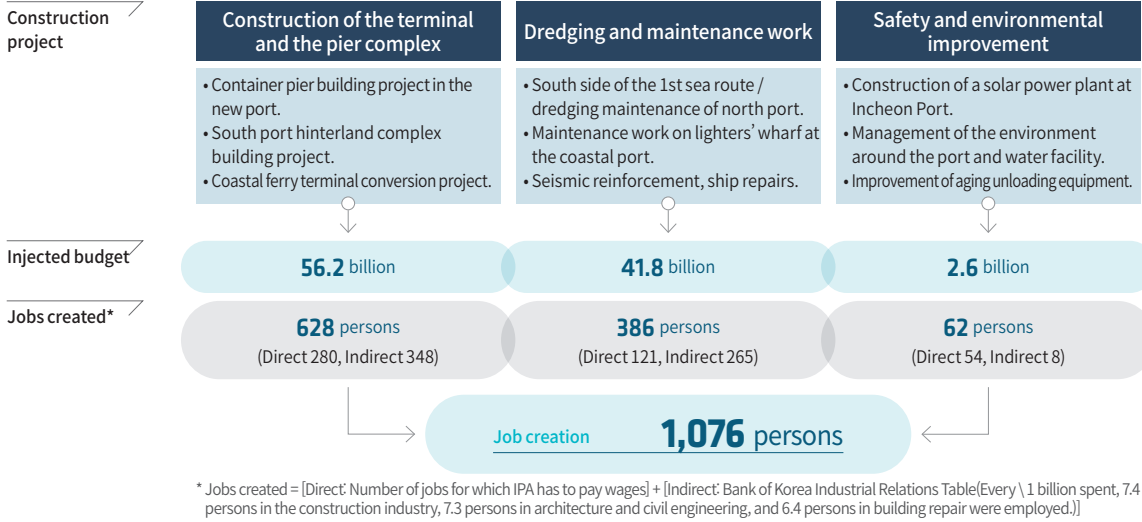 Construction
project
Construction of the terminal
and the pier complex
Dredging and maintenance work
Safety and environmental
improvement
• Container pier building project in the
new port.
• South port hinterland complex
building project.
• Coastal ferry terminal conversion project.
• South side of the 1st sea route /
dredging maintenance of north port.
• Maintenance work on lighters’ wharf at
the coastal port.
• Seismic reinforcement, ship repairs.
• Construction of a solar power plant at
Incheon Port.
• Management of the environment
around the port and water facility.
• Improvement of aging unloading equipment.
Injected budget
56.2 billion
41.8 billion
2.6 billion
Jobs created*
628 persons
(Direct 280, Indirect 348)
386 persons
(Direct 121, Indirect 265)
62 persons
(Direct 54, Indirect 8)
Job creation 1,076 persons
* Jobs created = [Direct: Number of jobs for which IPA has to pay wages] + [Indirect: Bank of Korea Industrial Relations Table(Every \ 1 billion spent, 7.4
persons in the construction industry, 7.3 persons in architecture and civil engineering, and 6.4 persons in building repair were employed.)]